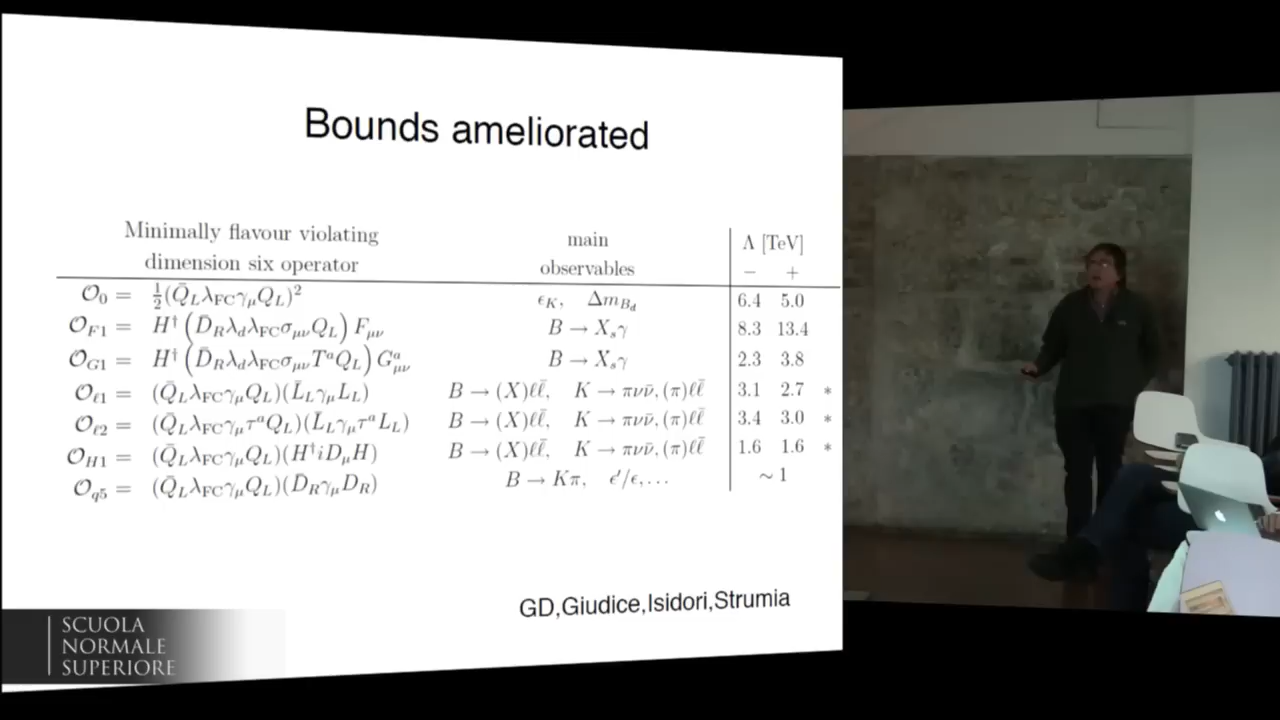 Bounds ameliorated
Minimally flavour violating main Λ [TeV]
dimension six operator observables − +
𝒪₀ = ½(Q̄_L λ_FC γ_μ Q_L)² ϵ_K, Δm_{B_d} 6.4 5.0
𝒪_{F1} = H† (D̄_R λ_d λ_FC σ_{μν} Q_L) F_{μν} B → X_s γ 8.3 13.4
𝒪_{G1} = H† (D̄_R λ_d λ_FC σ_{μν} T^a Q_L) G^a_{μν} B → X_s γ 2.3 3.8
𝒪_{ℓ1} = (Q̄_L λ_FC γ_μ Q_L)(L̄_L γ_μ L_L) B → (X)ℓℓ̄, K → πνν̄, (π)ℓℓ̄ 3.1 2.7 *
𝒪_{ℓ2} = (Q̄_L λ_FC γ_μ τ^a Q_L)(L̄_L γ_μ τ^a L_L) B → (X)ℓℓ̄, K → πνν̄, (π)ℓℓ̄ 3.4 3.0 *
𝒪_{H1} = (Q̄_L λ_FC γ_μ Q_L)(H† i D_μ H) B → (X)ℓℓ̄, K → πνν̄, (π)ℓℓ̄ 1.6 1.6 *
𝒪_{q5} = (Q̄_L λ_FC γ_μ Q_L)(D̄_R γ_μ D_R) B → Kπ, ϵ′/ϵ,… ∼ 1
GD,Giudice,Isidori,Strumia
SCUOLA
NORMALE
SUPERIORE